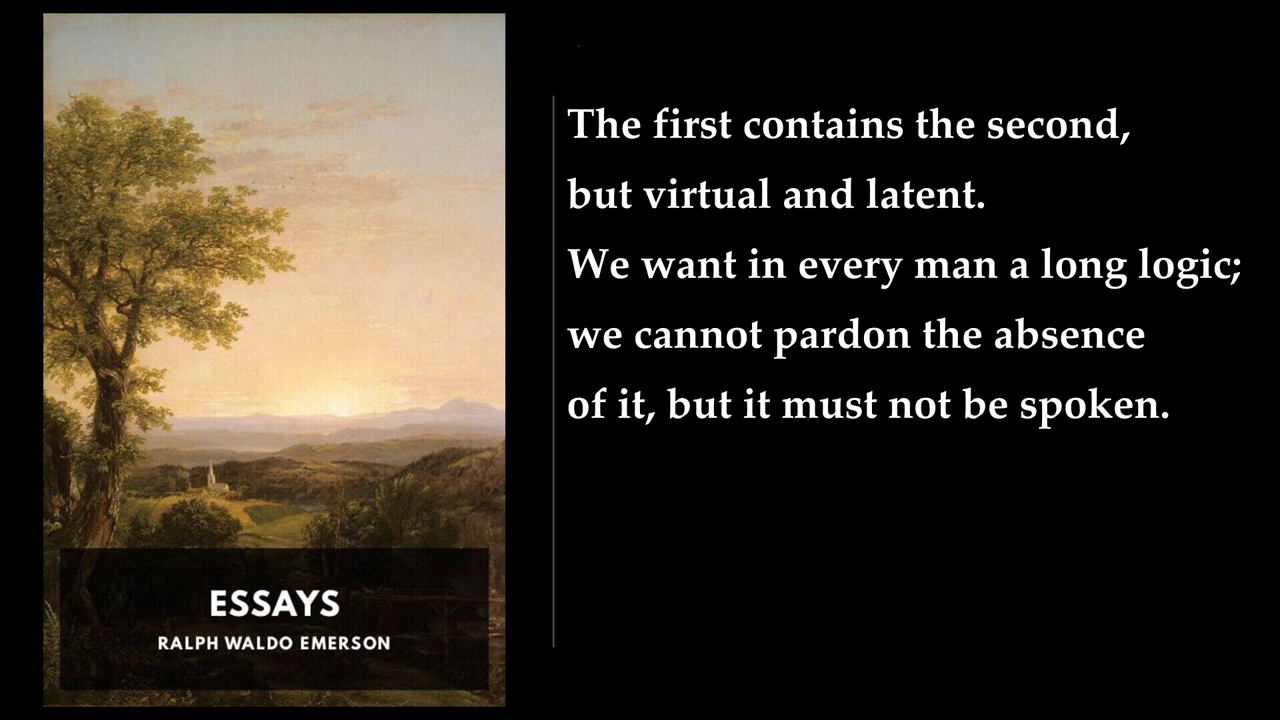 ESSAYS
RALPH WALDO EMERSON
The first contains the second,
but virtual and latent.
We want in every man a long logic;
we cannot pardon the absence
of it, but it must not be spoken.